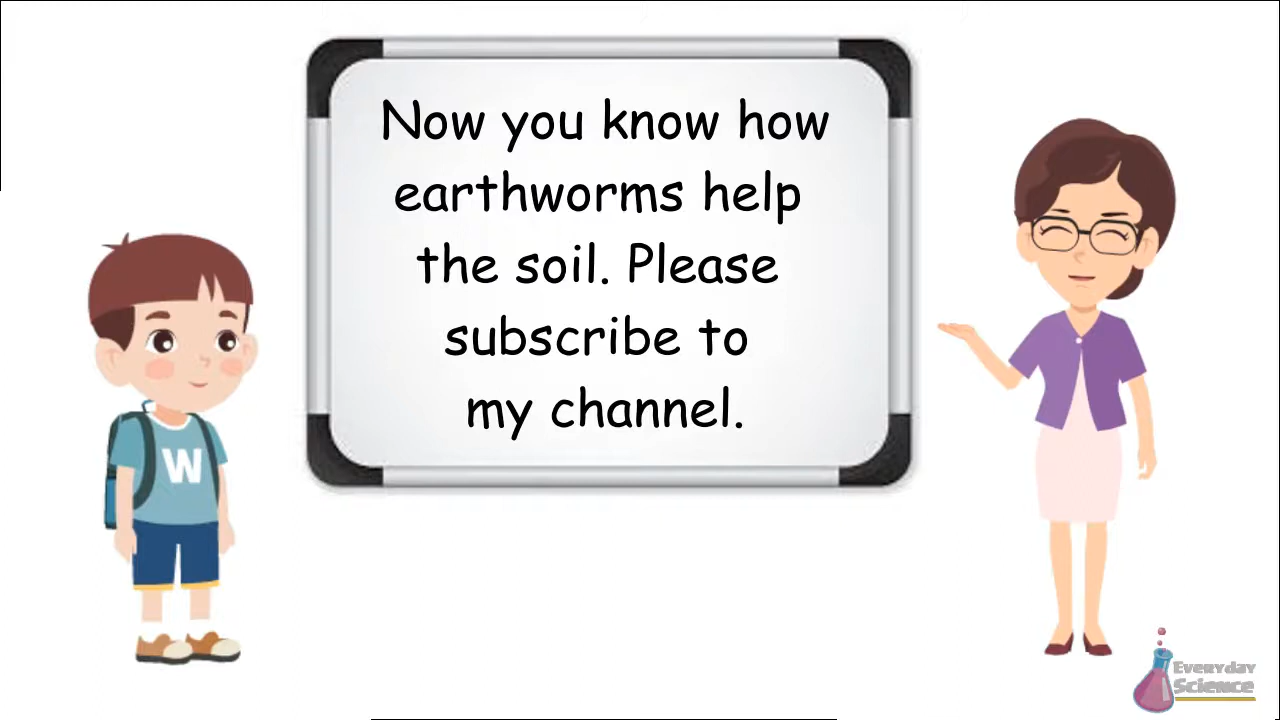 Now you know how
earthworms help
the soil. Please
subscribe to
my channel.
W
Everyday
Science